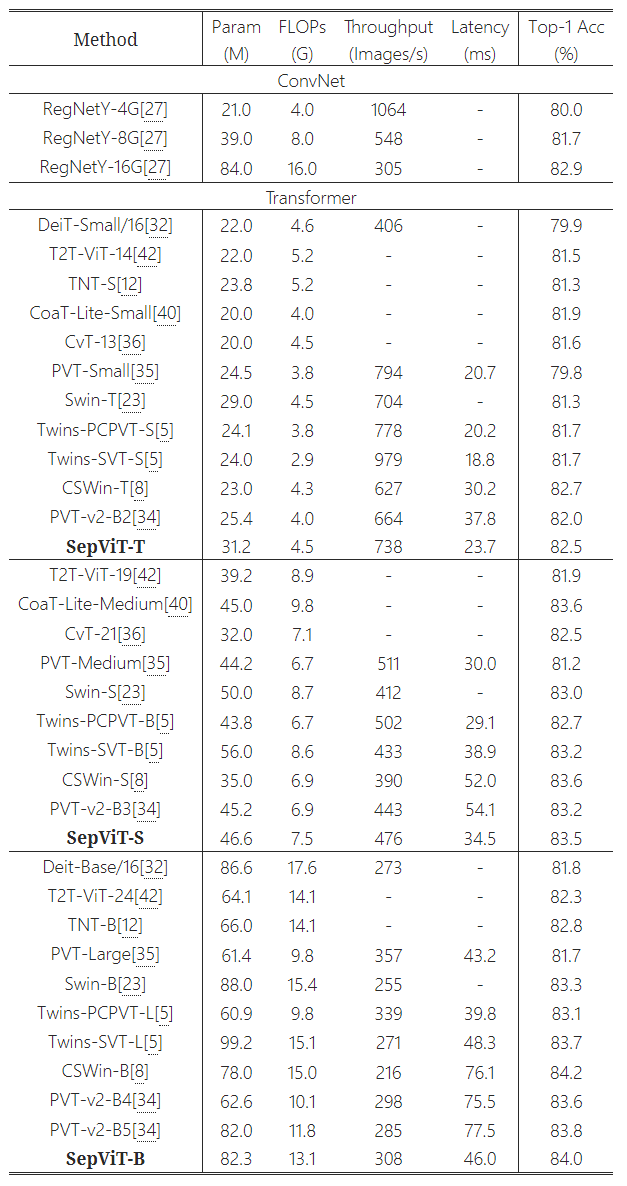 Method Param (M) FLOPs (G) Throughput (Images/s) Latency (ms) Top-1 Acc (%)
ConvNet
RegNetY-4G[27] 21.0 4.0 1064 - 80.0
RegNetY-8G[27] 39.0 8.0 548 - 81.7
RegNetY-16G[27] 84.0 16.0 305 - 82.9
Transformer
DeiT-Small/16[32] 22.0 4.6 406 - 79.9
T2T-ViT-14[42] 22.0 5.2 - - 81.5
TNT-S[12] 23.8 5.2 - - 81.3
CoaT-Lite-Small[40] 20.0 4.0 - - 81.9
CvT-13[36] 20.0 4.5 - - 81.6
PVT-Small[35] 24.5 3.8 794 20.7 79.8
Swin-T[23] 29.0 4.5 704 - 81.3
Twins-PCPVT-S[5] 24.1 3.8 778 20.2 81.7
Twins-SVT-S[5] 24.0 2.9 979 18.8 81.7
CSWin-T[8] 23.0 4.3 627 30.2 82.7
PVT-v2-B2[34] 25.4 4.0 664 37.8 82.0
SepViT-T 31.2 4.5 738 23.7 82.5
T2T-ViT-19[42] 39.2 8.9 - - 81.9
CoaT-Lite-Medium[40] 45.0 9.8 - - 83.6
CvT-21[36] 32.0 7.1 - - 82.5
PVT-Medium[35] 44.2 6.7 511 30.0 81.2
Swin-S[23] 50.0 8.7 412 - 83.0
Twins-PCPVT-B[5] 43.8 6.7 502 29.1 82.7
Twins-SVT-B[5] 56.0 8.6 433 38.9 83.2
CSWin-S[8] 35.0 6.9 390 52.0 83.6
PVT-v2-B3[34] 45.2 6.9 443 54.1 83.2
SepViT-S 46.6 7.5 476 34.5 83.5
Deit-Base/16[32] 86.6 17.6 273 - 81.8
T2T-ViT-24[42] 64.1 14.1 - - 82.3
TNT-B[12] 66.0 14.1 - - 82.8
PVT-Large[35] 61.4 9.8 357 43.2 81.7
Swin-B[23] 88.0 15.4 255 - 83.3
Twins-PCPVT-L[5] 60.9 9.8 339 39.8 83.1
Twins-SVT-L[5] 99.2 15.1 271 48.3 83.7
CSWin-B[8] 78.0 15.0 216 76.1 84.2
PVT-v2-B4[34] 62.6 10.1 298 75.5 83.6
PVT-v2-B5[34] 82.0 11.8 285 77.5 83.8
SepViT-B 82.3 13.1 308 46.0 84.0